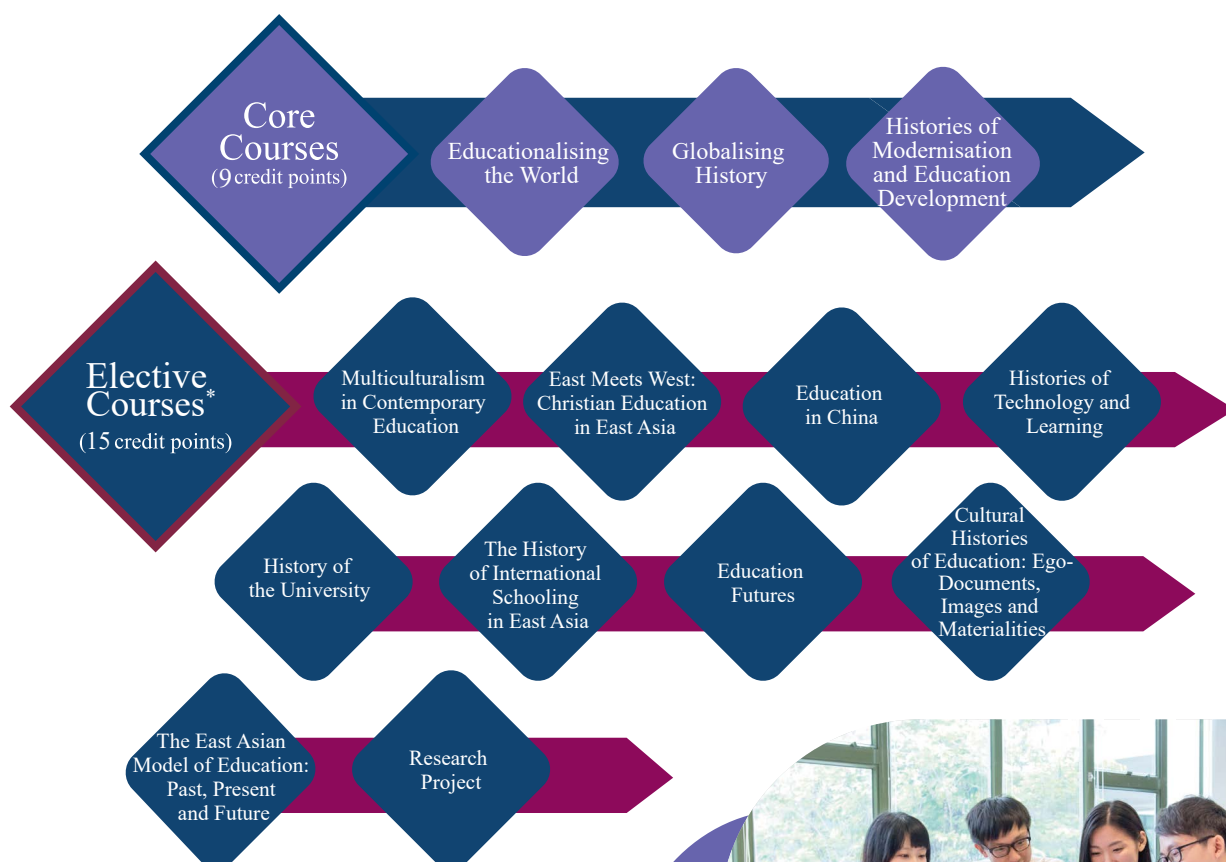 Core
Courses
(9 credit points)
Educationalising
the World
Globalising
History
Histories of
Modernisation
and Education
Development
Elective
Courses*
(15 credit points)
Multiculturalism
in Contemporary
Education
East Meets West:
Christian Education
in East Asia
Education
in China
Histories of
Technology and
Learning
History of
the University
The History
of International
Schooling
in East Asia
Education
Futures
Cultural
Histories
of Education: Ego-
Documents,
Images and
Materialities
The East Asian
Model of Education:
Past, Present
and Future
Research
Project